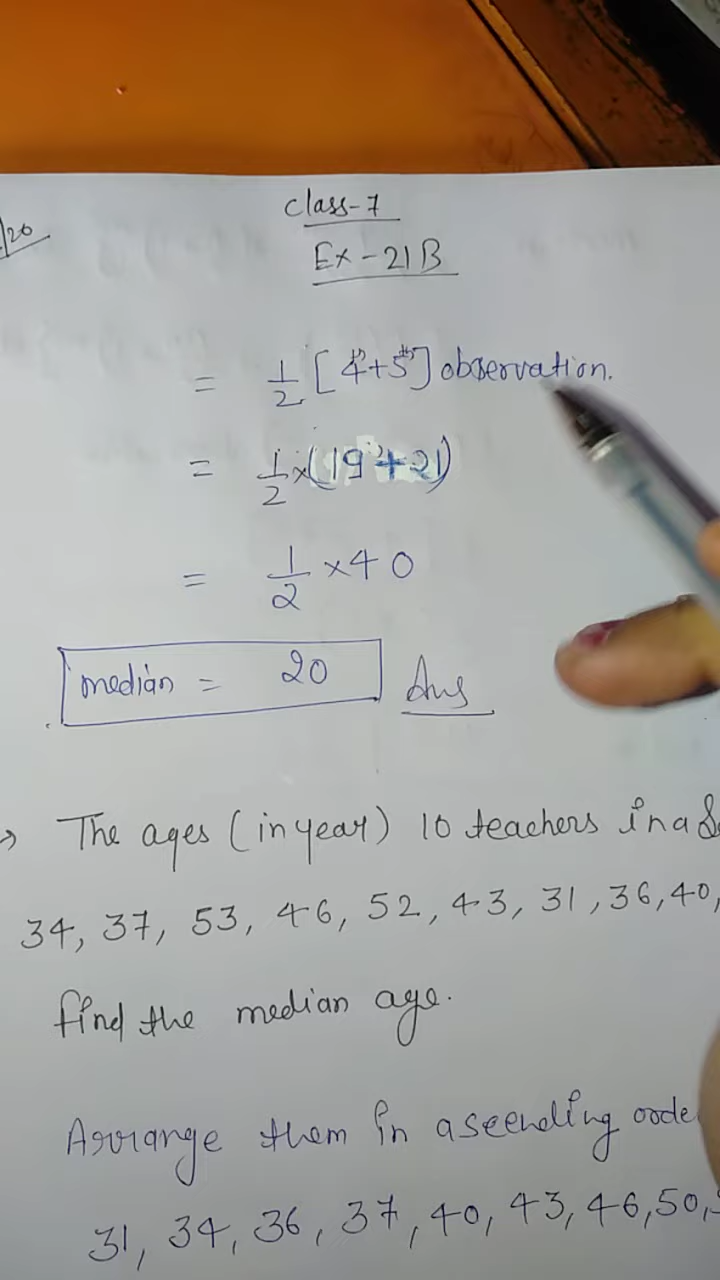 /20
Class-7
Ex-21B
= 1/2 [4th+5th] observation.
= 1/2 ×(19+21)
= 1/2 ×40
median = 20 Ans
The ages (in year) 10 teachers in a
34, 37, 53, 46, 52, 43, 31, 36, 40,
find the median age.
Arrange them in ascending orde
31, 34, 36, 37, 40, 43, 46, 50,